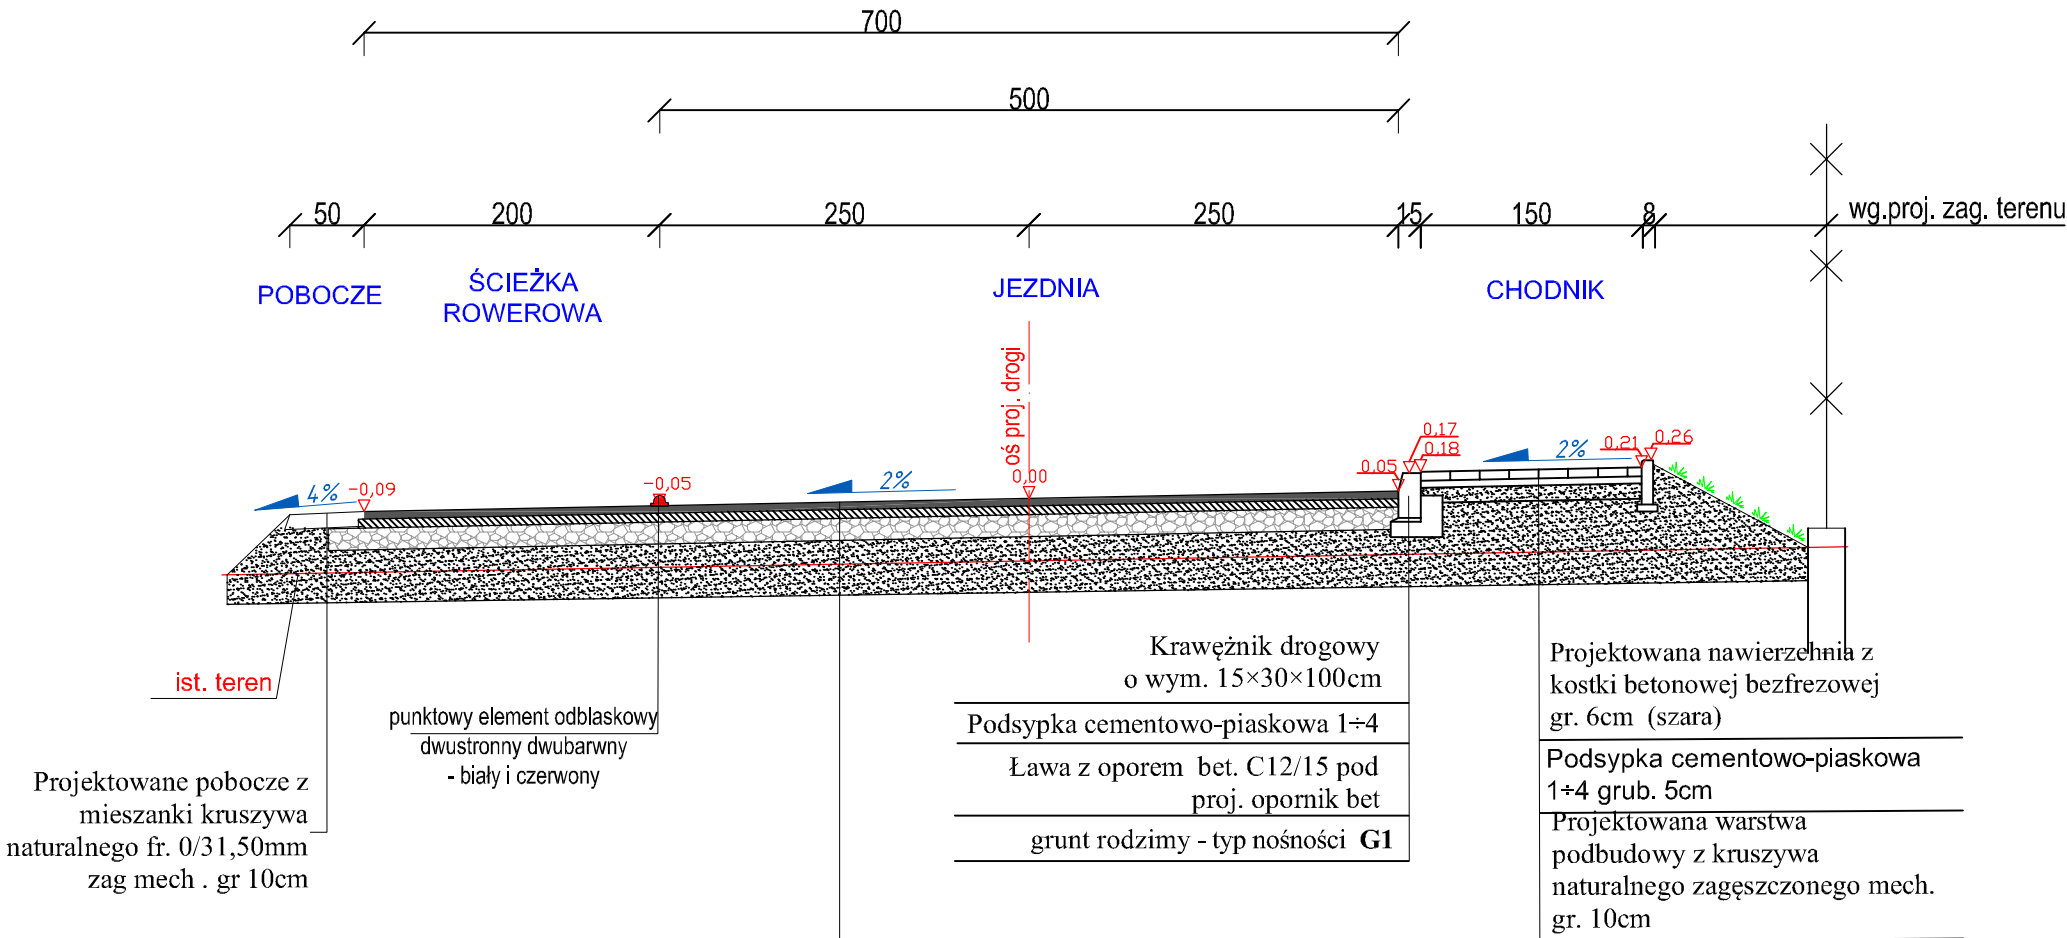 700
500
50 200 250 250 15 150 8 wg.proj. zag. terenu
POBOCZE
ŚCIEŻKA
ROWEROWA
JEZDNIA
CHODNIK
oś proj. drogi
4%
-0,09
-0,05
2%
0,00
0,05
0,17
0,18
2%
0,21
0,26
ist. teren
punktowy element odblaskowy
dwustronny dwubarwny
- biały i czerwony
Projektowane pobocze z
mieszanki kruszywa
naturalnego fr. 0/31,50mm
zag mech . gr 10cm
Krawężnik drogowy
o wym. 15×30×100cm
Podsypka cementowo-piaskowa 1÷4
Ława z oporem bet. C12/15 pod
proj. opornik bet
grunt rodzimy - typ nośności G1
Projektowana nawierzchnia z
kostki betonowej bezfrezowej
gr. 6cm (szara)
Podsypka cementowo-piaskowa
1÷4 grub. 5cm
Projektowana warstwa
podbudowy z kruszywa
naturalnego zagęszczonego mech.
gr. 10cm